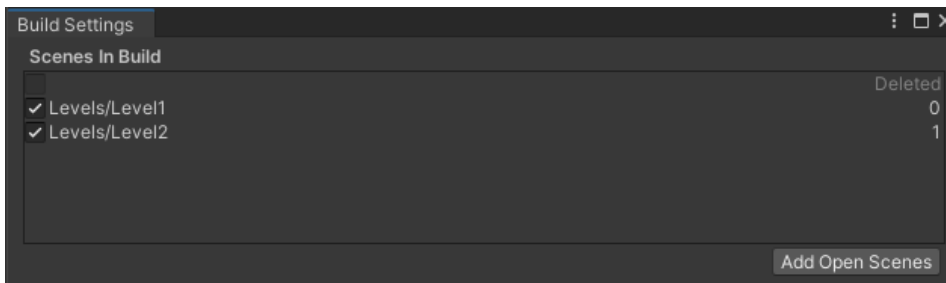 Build Settings
Scenes In Build
Deleted
Levels/Level1 0
Levels/Level2 1
Add Open Scenes